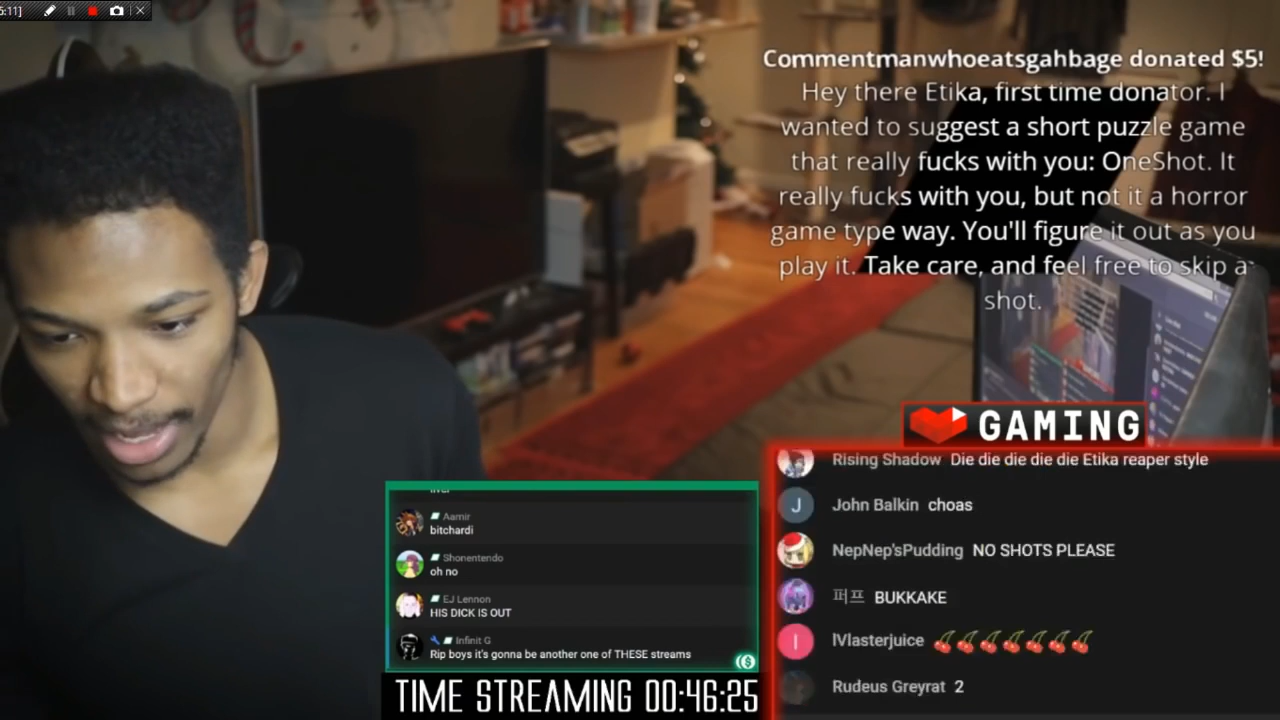 5:11]
Commentmanwhoeatsgahbage donated $5!
Hey there Etika, first time donator. I
wanted to suggest a short puzzle game
that really fucks with you: OneShot. It
really fucks with you, but not it a horror
game type way. You'll figure it out as you
play it. Take care, and feel free to skip a
shot.
GAMING
Rising Shadow Die die die die die Etika reaper style
J John Balkin choas
NepNep'sPudding NO SHOTS PLEASE
퍼프 BUKKAKE
I lVlasterjuice 🍒🍒🍒🍒🍒🍒🍒
Rudeus Greyrat 2
Aamir
bitchardi
Shonentendo
oh no
EJ Lennon
HIS DICK IS OUT
Infinit G
Rip boys it's gonna be another one of THESE streams
TIME STREAMING 00:46:25